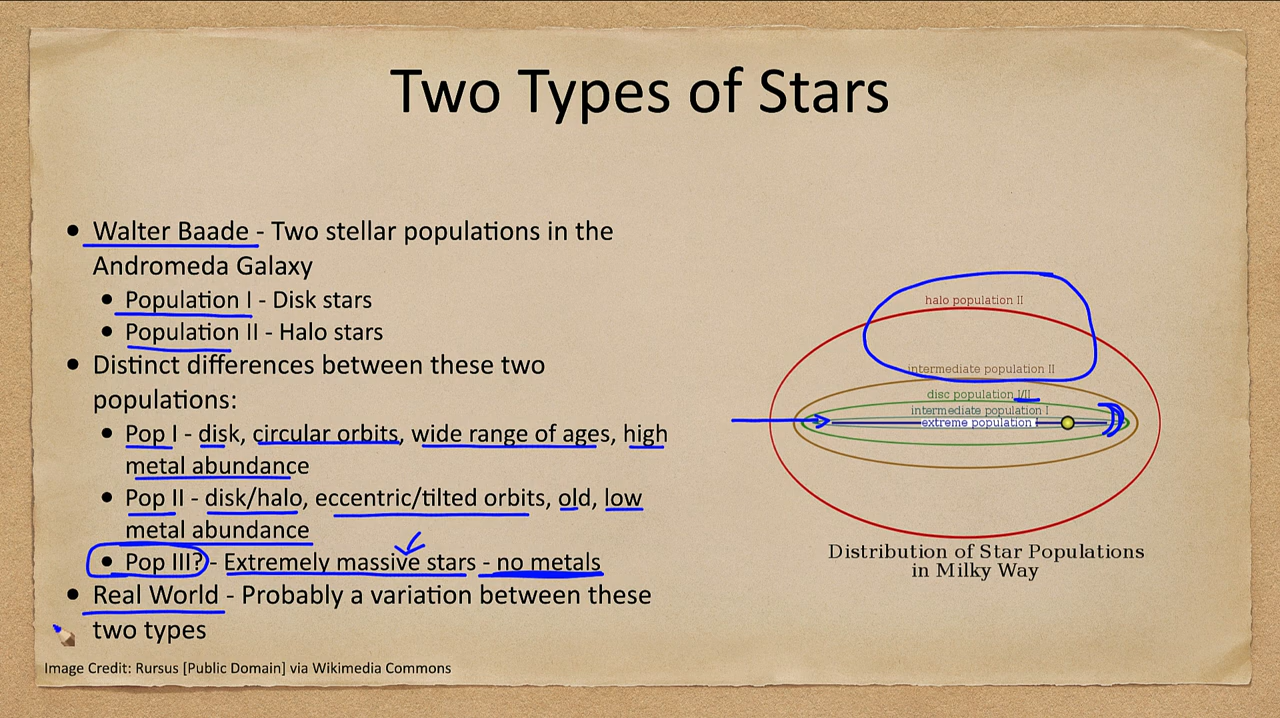 Two Types of Stars
• Walter Baade - Two stellar populations in the
Andromeda Galaxy
• Population I - Disk stars
• Population II - Halo stars
• Distinct differences between these two
populations:
• Pop I - disk, circular orbits, wide range of ages, high
metal abundance
• Pop II - disk/halo, eccentric/tilted orbits, old, low
metal abundance
• Pop III? - Extremely massive stars - no metals
• Real World - Probably a variation between these
two types
Image Credit: Rursus [Public Domain] via Wikimedia Commons
halo population II
intermediate population II
disc population I/II
intermediate population I
extreme population I
Distribution of Star Populations
in Milky Way